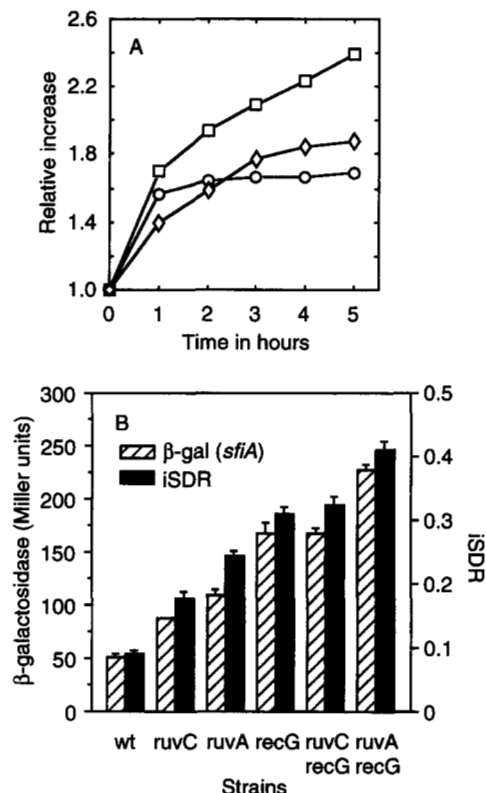 A
2.6
2.2
1.8
1.4
1.0
Relative increase
0 1 2 3 4 5
Time in hours
B
β-gal (sfiA)
iSDR
300
250
200
150
100
50
0
β-galactosidase (Miller units)
0.5
0.4
0.3
0.2
0.1
0
iSDR
wt ruvC ruvA recG ruvC ruvA
recG recG
Strains